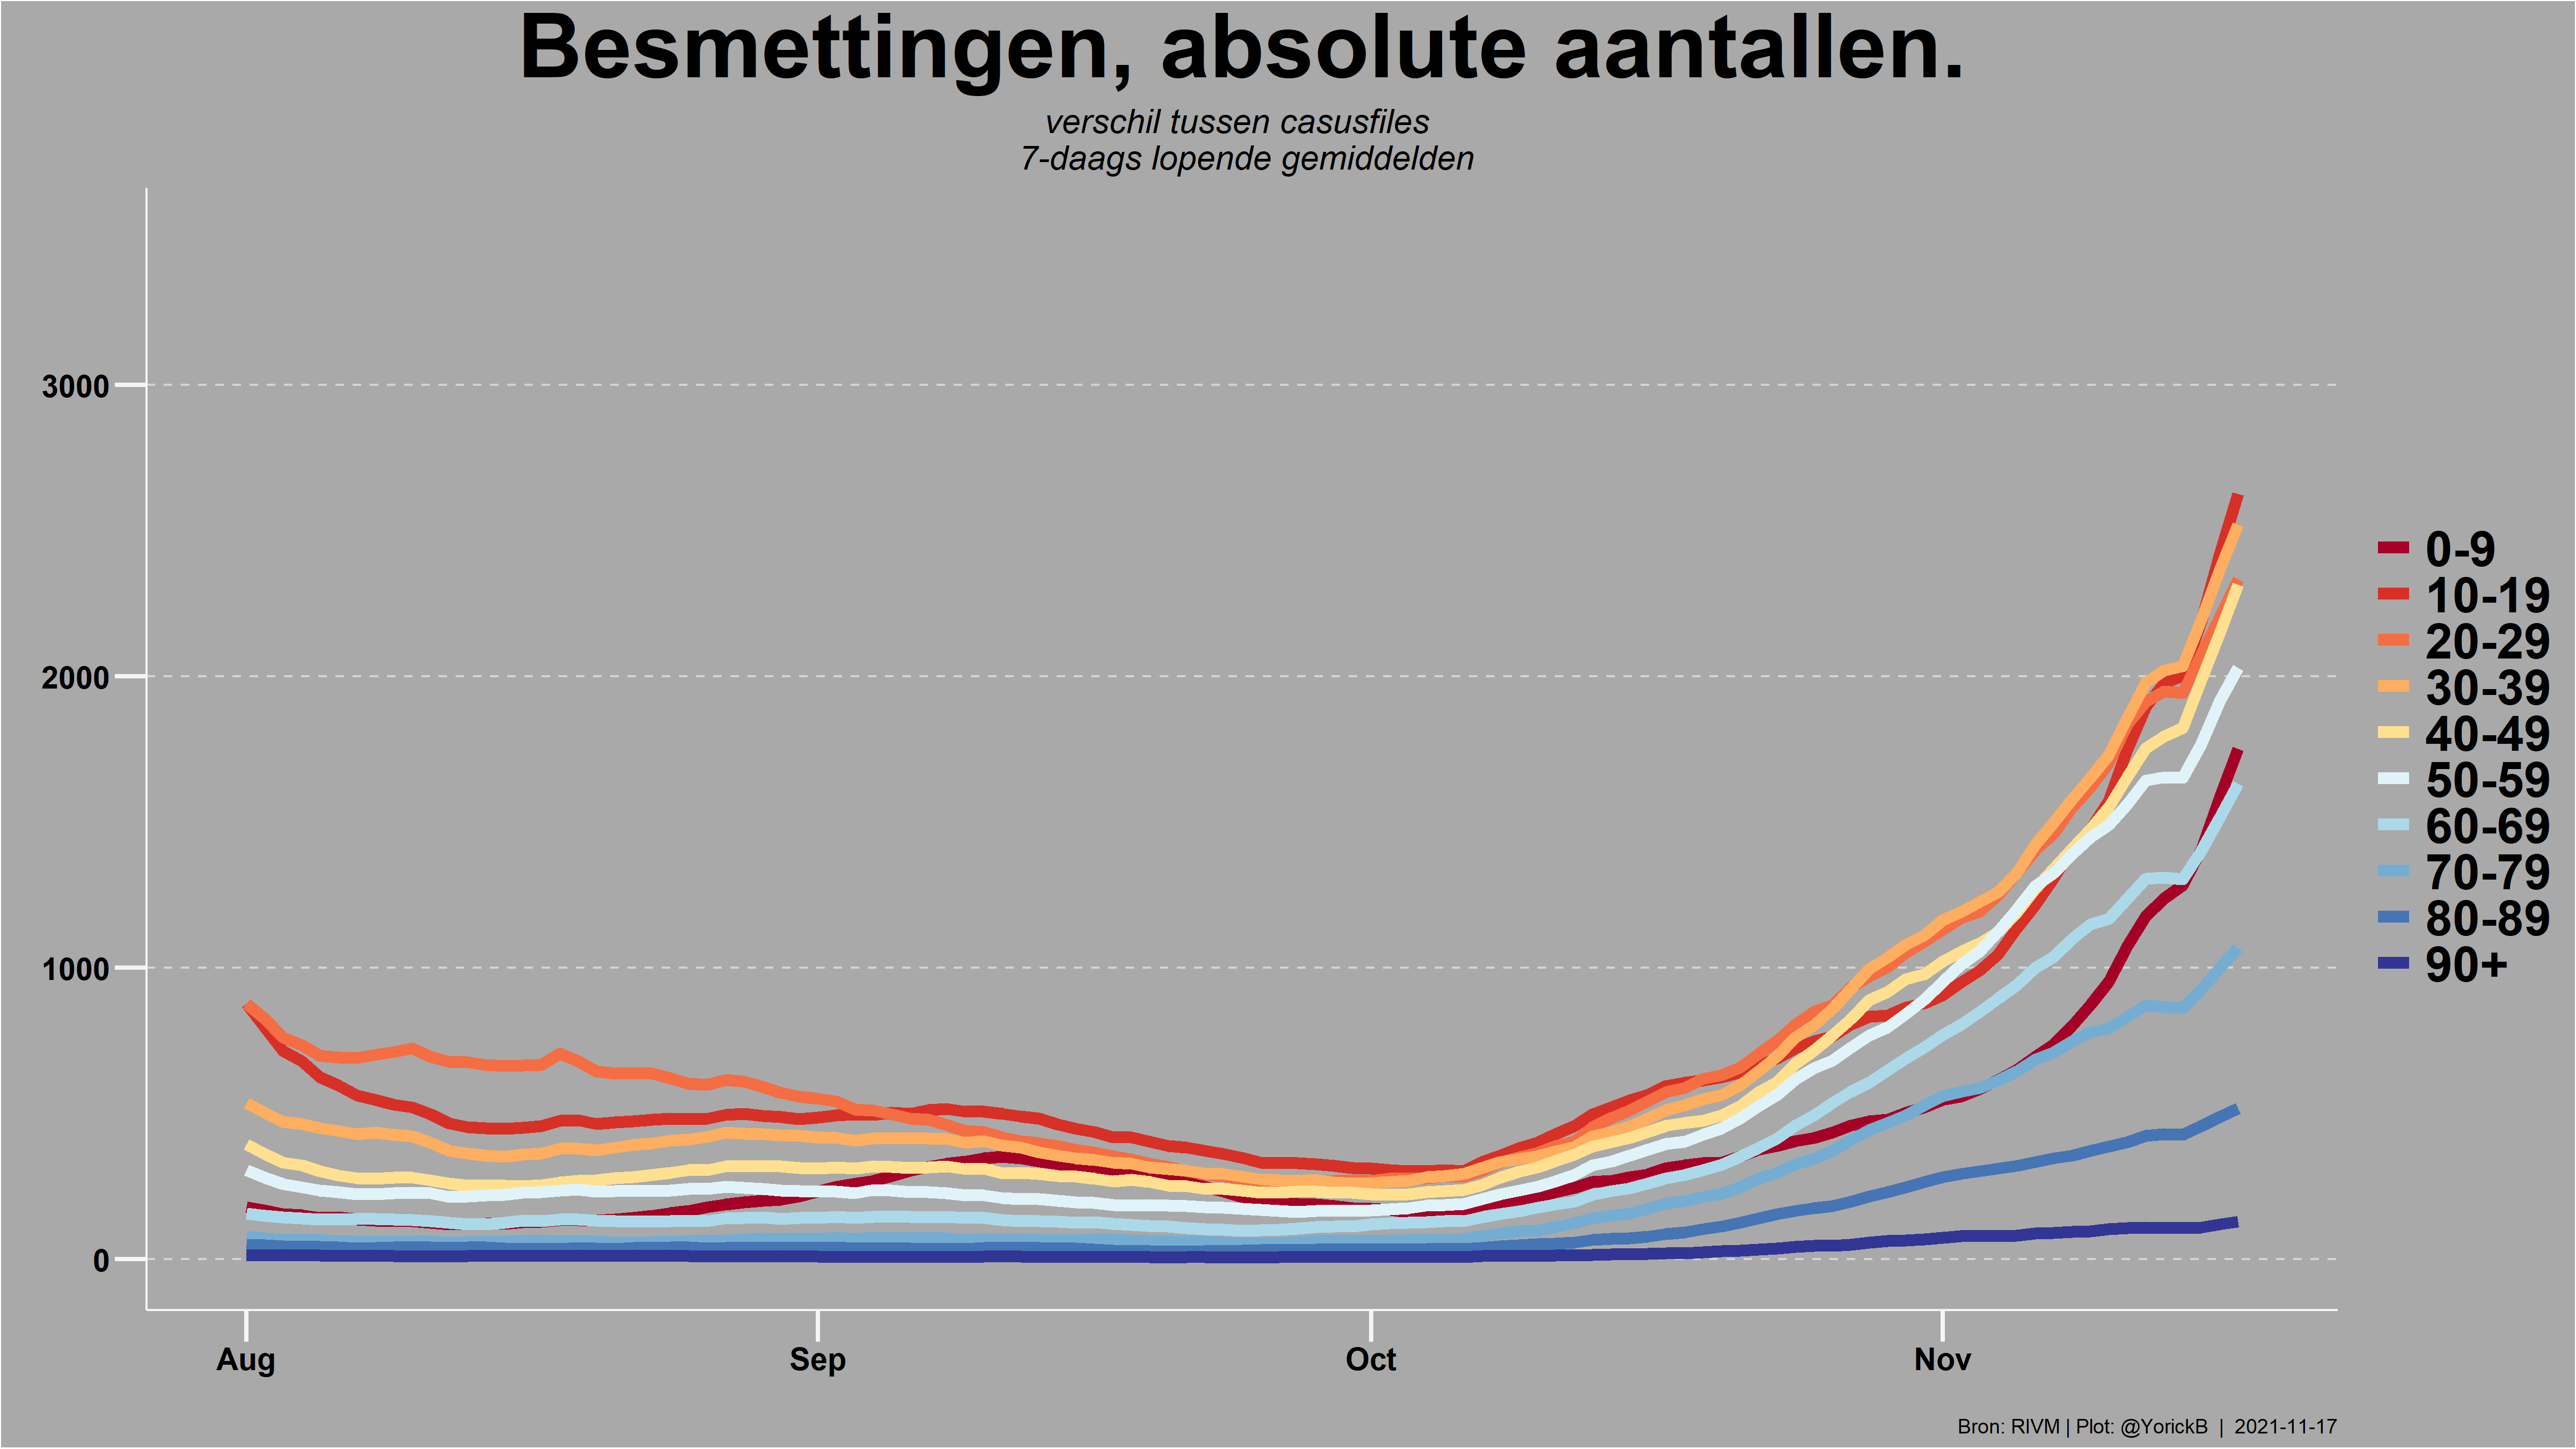 Besmettingen, absolute aantallen.
verschil tussen casusfiles
7-daags lopende gemiddelden
3000
2000
1000
0
Aug
Sep
Oct
Nov
0-9
10-19
20-29
30-39
40-49
50-59
60-69
70-79
80-89
90+
Bron: RIVM | Plot: @YorickB | 2021-11-17